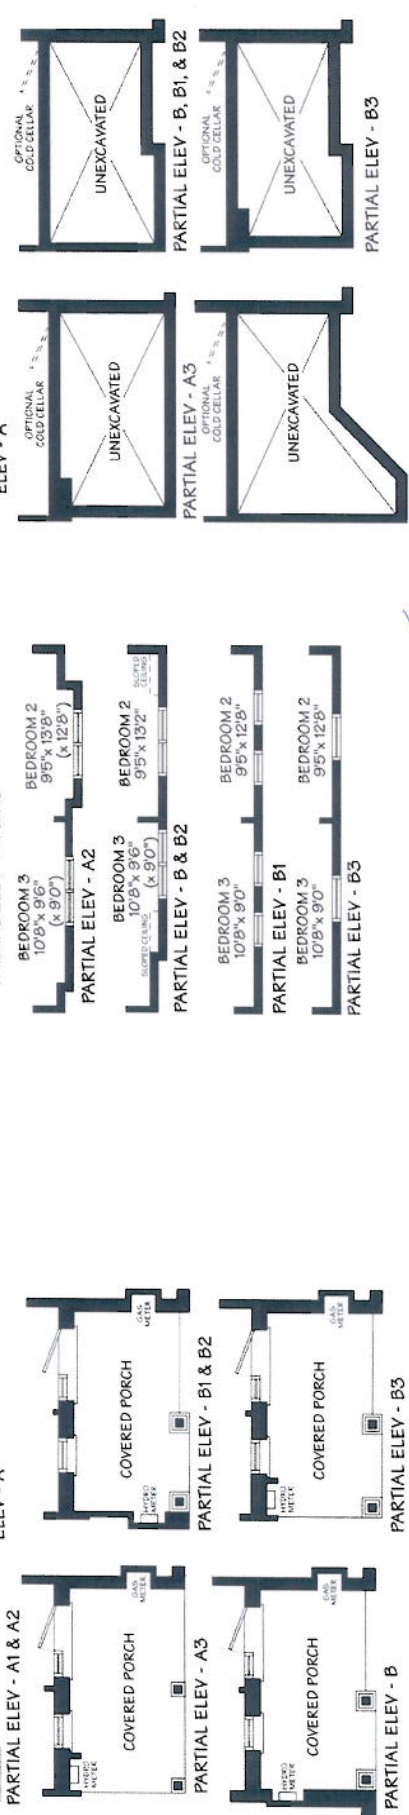 PARTIAL ELEV - A1 & A2
HYDRO
METER
COVERED PORCH
GAS
METER
PARTIAL ELEV - A3
HYDRO
METER
COVERED PORCH
GAS
METER
PARTIAL ELEV - B
ELEV - A
HYDRO
METER
COVERED PORCH
GAS
METER
PARTIAL ELEV - B1 & B2
HYDRO
METER
COVERED PORCH
GAS
METER
PARTIAL ELEV - B3
BEDROOM 3
10'8"x 9'6"
(x 9'0")
BEDROOM 2
9'5"x 13'8"
(x 12'8")
PARTIAL ELEV - A2
SLOPED CEILING
BEDROOM 3
10'8"x 9'6"
(x 9'0")
BEDROOM 2
9'5"x 13'2"
SLOPED
CEILING
PARTIAL ELEV - B & B2
BEDROOM 3
10'8"x 9'0"
BEDROOM 2
9'5"x 12'8"
PARTIAL ELEV - B1
BEDROOM 3
10'8"x 9'0"
BEDROOM 2
9'5"x 12'8"
PARTIAL ELEV - B3
ELEV - A
OPTIONAL
COLD CELLAR
UNEXCAVATED
PARTIAL ELEV - A3
OPTIONAL
COLD CELLAR
UNEXCAVATED
OPTIONAL
COLD CELLAR
UNEXCAVATED
PARTIAL ELEV - B, B1, & B2
OPTIONAL
COLD CELLAR
UNEXCAVATED
PARTIAL ELEV - B3